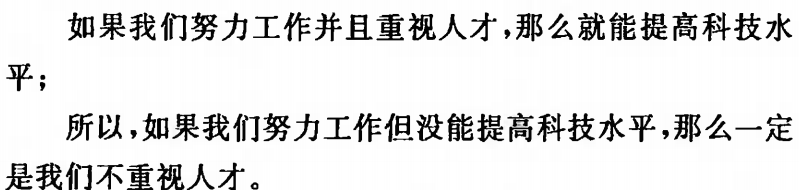 如果我们努力工作并且重视人才,那么就能提高科技水
平;
所以,如果我们努力工作但没能提高科技水平,那么一定
是我们不重视人才。